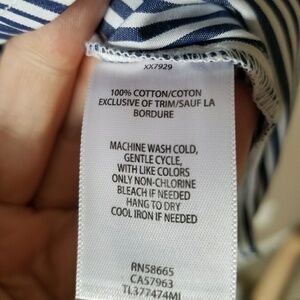 XX7929
100% COTTON/COTON
EXCLUSIVE OF TRIM/SAUF LA
BORDURE
MACHINE WASH COLD,
GENTLE CYCLE,
WITH LIKE COLORS
ONLY NON-CHLORINE
BLEACH IF NEEDED
HANG TO DRY
COOL IRON IF NEEDED
RN58665
CA57963
TL377474MI